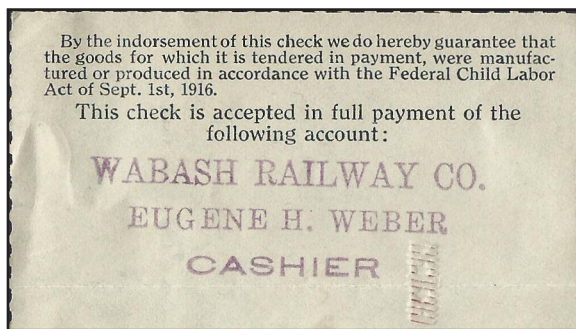 By the indorsement of this check we do hereby guarantee that
the goods for which it is tendered in payment, were manufac-
tured or produced in accordance with the Federal Child Labor
Act of Sept. 1st, 1916.
This check is accepted in full payment of the
following account:
WABASH RAILWAY CO.
EUGENE H. WEBER
CASHIER